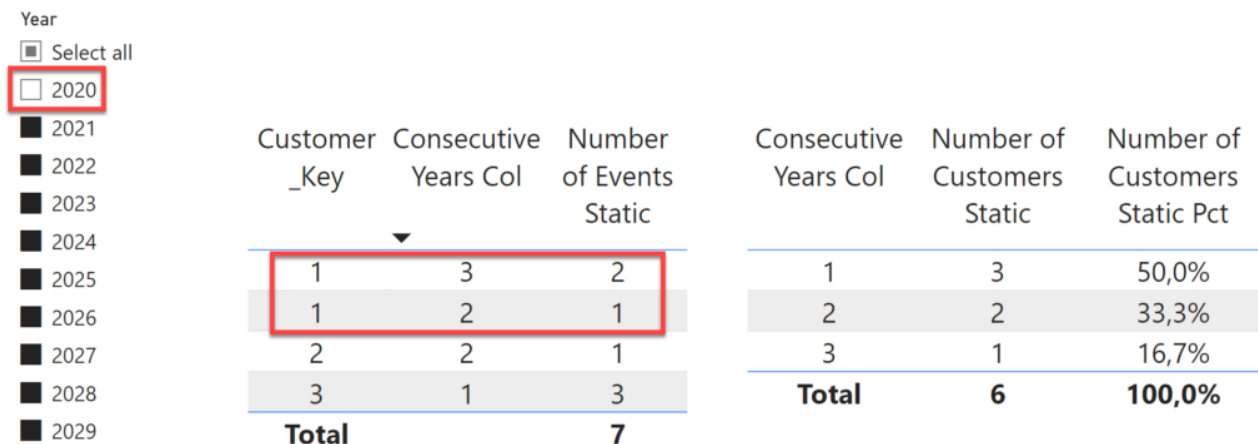 Year
Select all
2020
2021
2022
2023
2024
2025
2026
2027
2028
2029
Customer Consecutive Number
_Key Years Col of Events
Static
1 3 2
1 2 1
2 2 1
3 1 3
Total 7
Consecutive Number of Number of
Years Col Customers Customers
Static Static Pct
1 3 50,0%
2 2 33,3%
3 1 16,7%
Total 6 100,0%